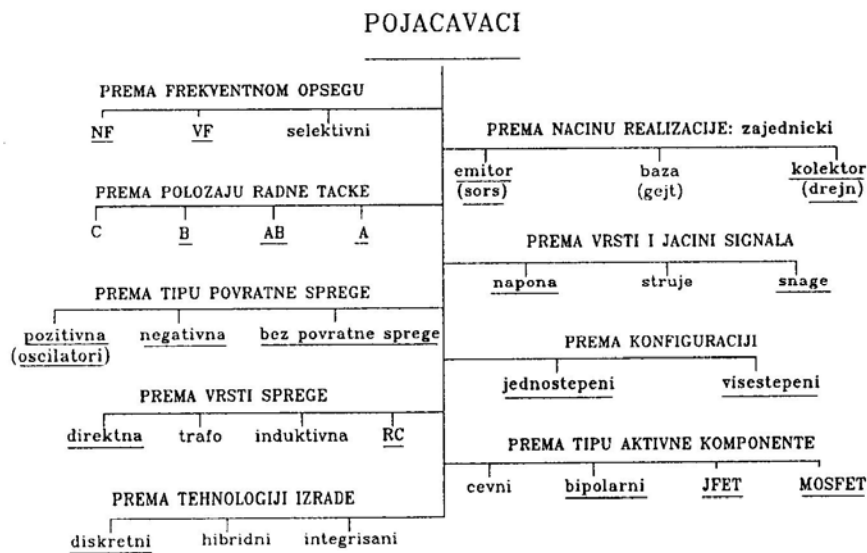 POJACAVACI
PREMA FREKVENTNOM OPSEGU
NF VF selektivni
PREMA POLOZAJU RADNE TACKE
C B AB A
PREMA TIPU POVRATNE SPREGE
pozitivna negativna bez povratne sprege
(oscilatori)
PREMA VRSTI SPREGE
direktna trafo induktivna RC
PREMA TEHNOLOGIJI IZRADE
diskretni hibridni integrisani
PREMA NACINU REALIZACIJE: zajednicki
emitor baza kolektor
(sors) (gejt) (drejn)
PREMA VRSTI I JACINI SIGNALA
napona struje snage
PREMA KONFIGURACIJI
jednostepeni visestepeni
PREMA TIPU AKTIVNE KOMPONENTE
cevni bipolarni JFET MOSFET